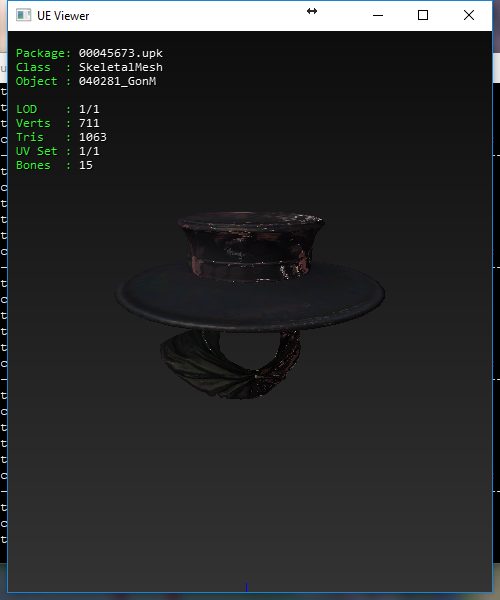 UE Viewer
Package: 00045673.upk
Class  : SkeletalMesh
Object : 040281_GonM
LOD    : 1/1
Verts  : 711
Tris   : 1063
UV Set : 1/1
Bones  : 15